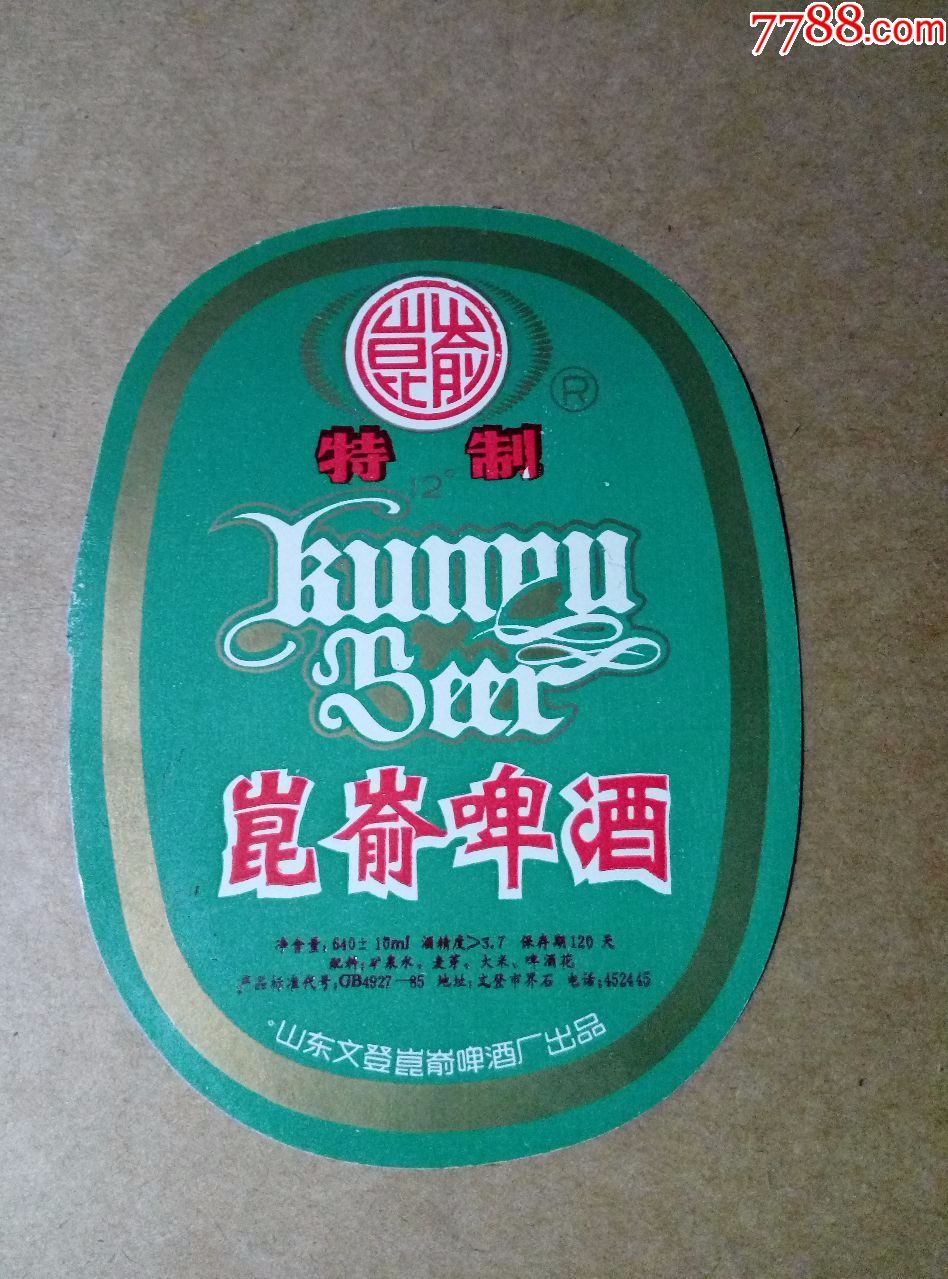 7788.com
崑嵛
®
特制
12°
kunyu
Beer
崑嵛啤酒
净含量:640±10ml 酒精度≥3.7 保存期120天
配料:矿泉水、麦芽、大米、啤酒花
产品标准代号:GB4927—85 地址:文登市界石 电话:452445
山东文登崑嵛啤酒厂出品